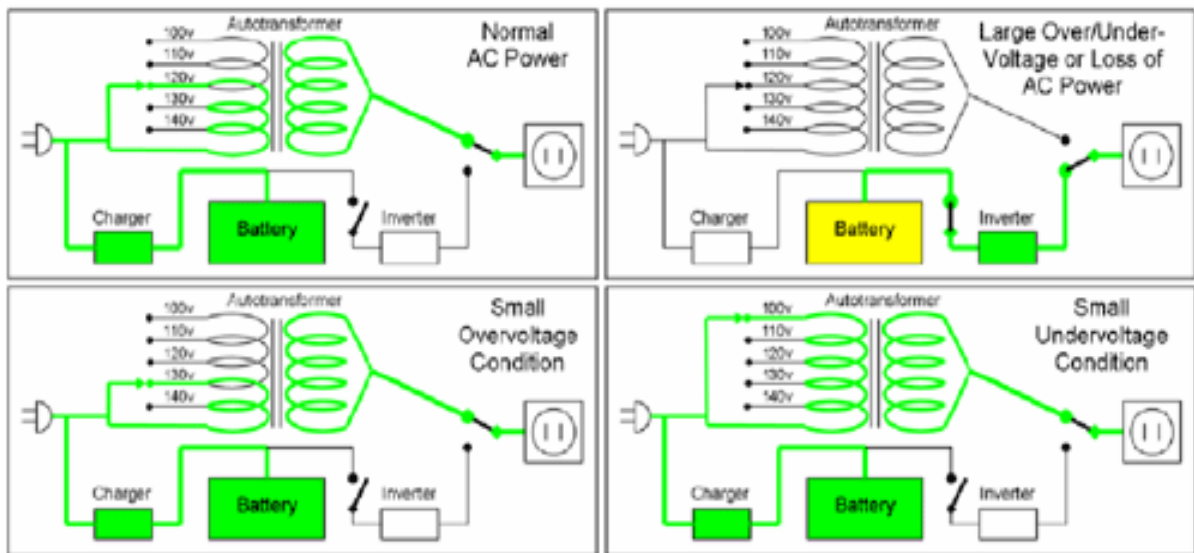 Autotransformer
Normal
AC Power
100v
110v
120v
130v
140v
Charger
Battery
Inverter
Autotransformer
Large Over/Under-
Voltage or Loss of
AC Power
100v
110v
120v
130v
140v
Charger
Battery
Inverter
Autotransformer
Small
Overvoltage
Condition
100v
110v
120v
130v
140v
Charger
Battery
Inverter
Autotransformer
Small
Undervoltage
Condition
100v
110v
120v
130v
140v
Charger
Battery
Inverter